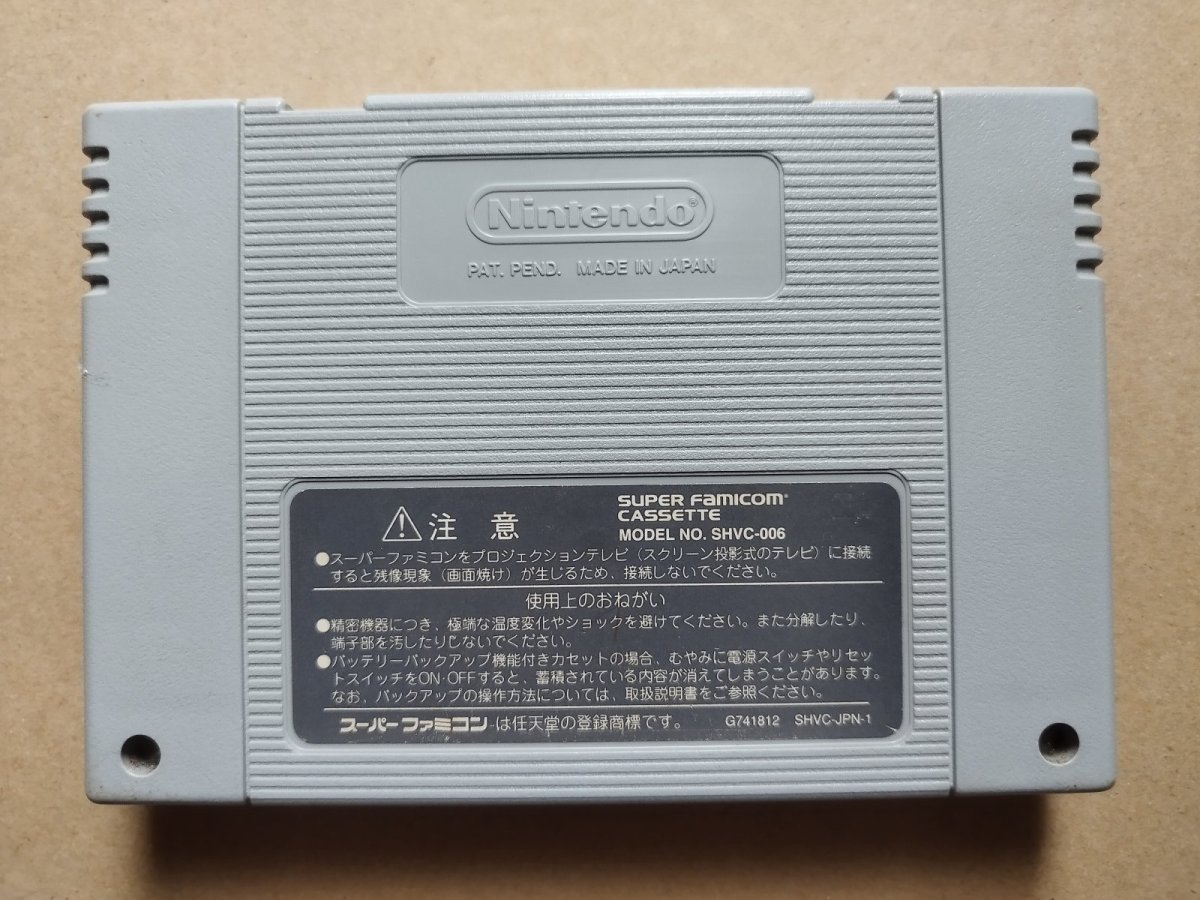 Nintendo®
PAT. PEND. MADE IN JAPAN
⚠注 意
SUPER FAMICOM®
CASSETTE
MODEL NO. SHVC-006
●スーパーファミコンをプロジェクションテレビ(スクリーン投影式のテレビ)に接続
すると残像現象(画面焼け)が生じるため、接続しないでください。
使用上のおねがい
●精密機器につき、極端な温度変化やショックを避けてください。また分解したり、
端子部を汚したりしないでください。
●バッテリーバックアップ機能付きカセットの場合、むやみに電源スイッチやリセッ
トスイッチをON・OFFすると、蓄積されている内容が消えてしまうことがあります。
なお、バックアップの操作方法については、取扱説明書をご参照ください。
スーパーファミコンは任天堂の登録商標です。 G741812 SHVC-JPN-1